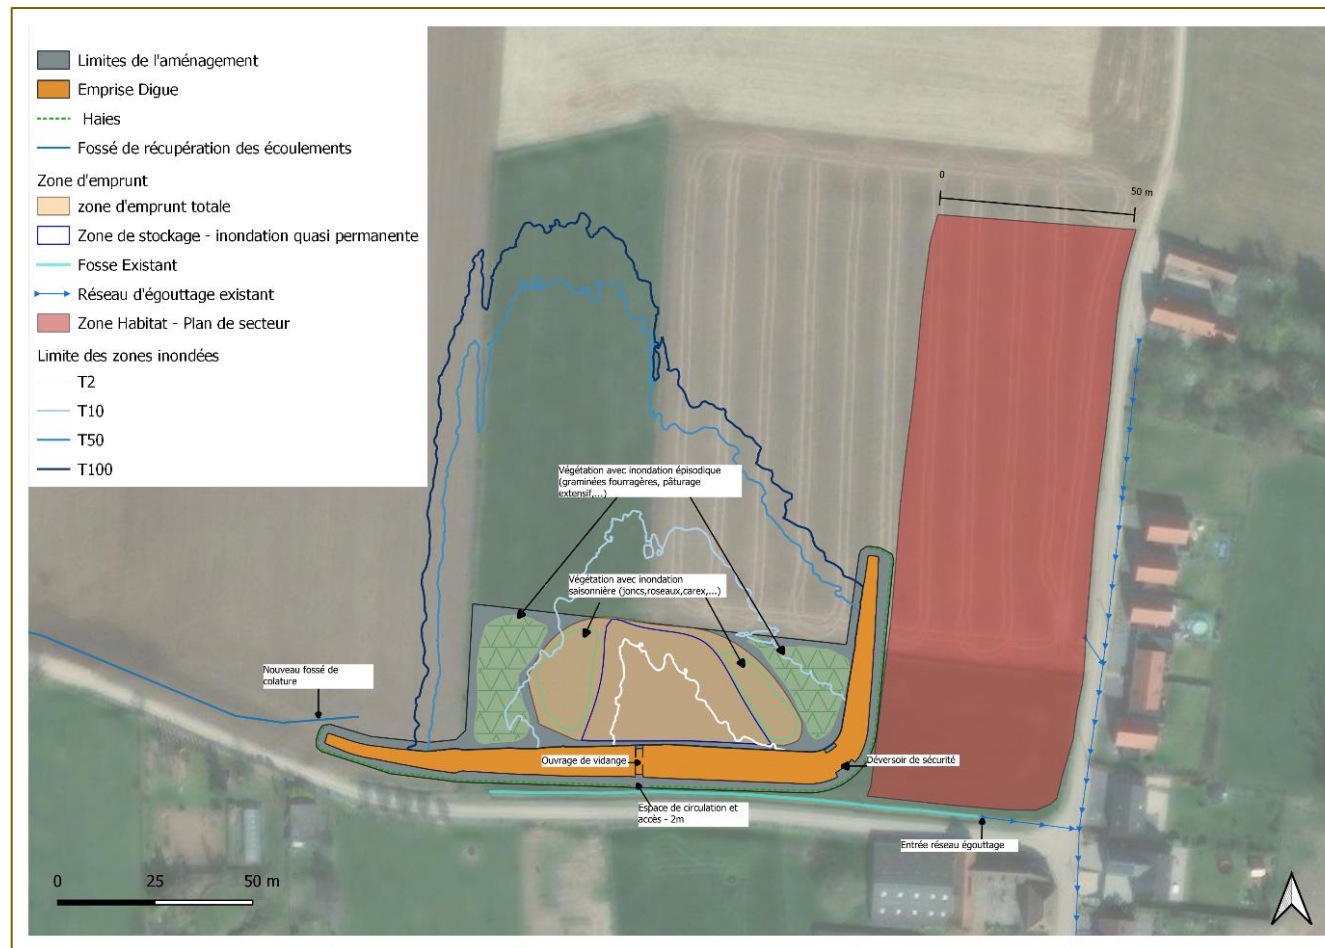 Limites de l'aménagement
Emprise Digue
Haies
Fossé de récupération des écoulements
Zone d'emprunt
zone d'emprunt totale
Zone de stockage - inondation quasi permanente
Fosse Existant
Réseau d'égouttage existant
Zone Habitat - Plan de secteur
Limite des zones inondées
T2
T10
T50
T100
0
50 m
Végétation avec inondation épisodique
(graminées fourragères, pâturage
extensif,...)
Végétation avec inondation
saisonnière (joncs,roseaux,carex,...)
Nouveau fossé de
colature
Ouvrage de vidange
Déversoir de sécurité
Espace de circulation et
accès - 2m
Entrée réseau égouttage
0
25
50 m